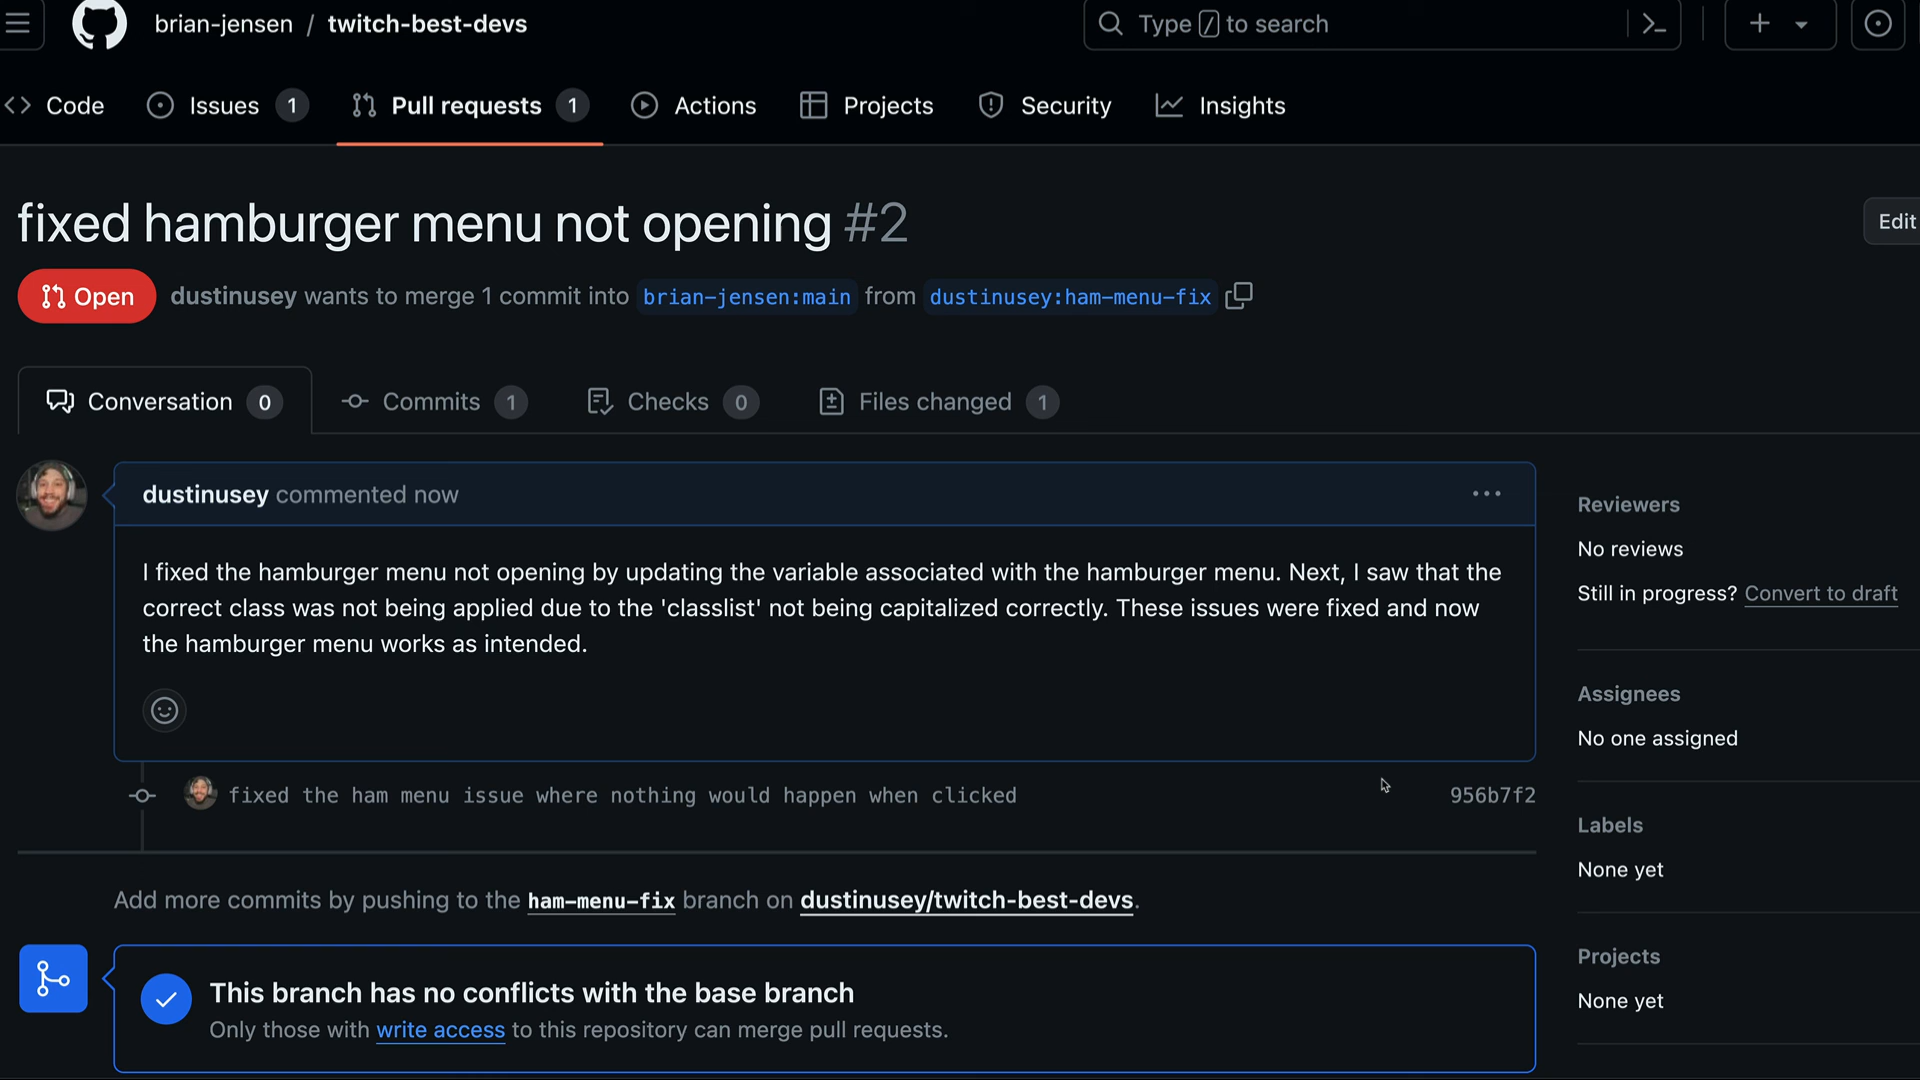 brian-jensen / twitch-best-devs
Type / to search
Code
Issues 1
Pull requests 1
Actions
Projects
Security
Insights
fixed hamburger menu not opening #2
Edit
Open
dustinusey wants to merge 1 commit into brian-jensen:main from dustinusey:ham-menu-fix
Conversation 0
Commits 1
Checks 0
Files changed 1
dustinusey commented now
I fixed the hamburger menu not opening by updating the variable associated with the hamburger menu. Next, I saw that the
correct class was not being applied due to the 'classlist' not being capitalized correctly. These issues were fixed and now
the hamburger menu works as intended.
fixed the ham menu issue where nothing would happen when clicked 956b7f2
Add more commits by pushing to the ham-menu-fix branch on dustinusey/twitch-best-devs.
This branch has no conflicts with the base branch
Only those with write access to this repository can merge pull requests.
Reviewers
No reviews
Still in progress? Convert to draft
Assignees
No one assigned
Labels
None yet
Projects
None yet